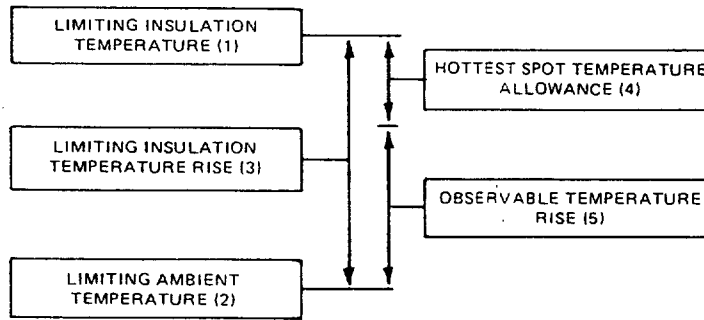 LIMITING INSULATION
TEMPERATURE (1)
HOTTEST SPOT TEMPERATURE
ALLOWANCE (4)
LIMITING INSULATION
TEMPERATURE RISE (3)
OBSERVABLE TEMPERATURE
RISE (5)
LIMITING AMBIENT
TEMPERATURE (2)